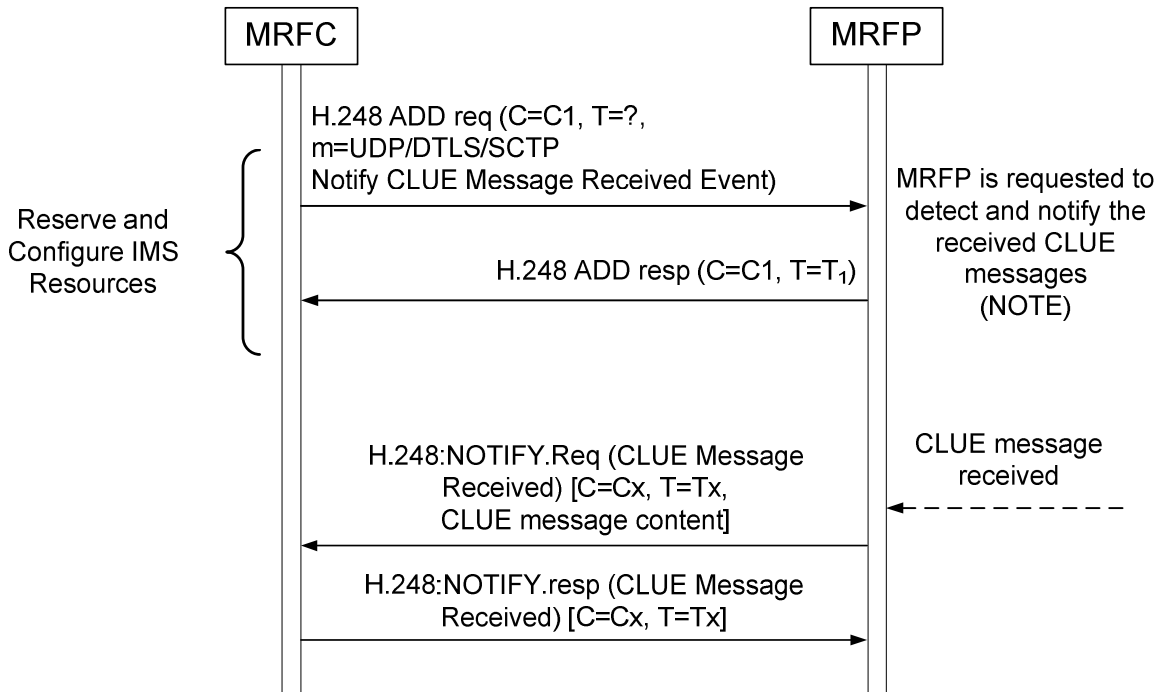 MRFC
MRFP
H.248 ADD req (C=C1, T=?,
m=UDP/DTLS/SCTP
Notify CLUE Message Received Event)
Reserve and
Configure IMS
Resources
MRFP is requested to
detect and notify the
received CLUE
messages
(NOTE)
H.248 ADD resp (C=C1, T=T₁)
CLUE message
received
H.248:NOTIFY.Req (CLUE Message
Received) [C=Cx, T=Tx,
CLUE message content]
H.248:NOTIFY.resp (CLUE Message
Received) [C=Cx, T=Tx]